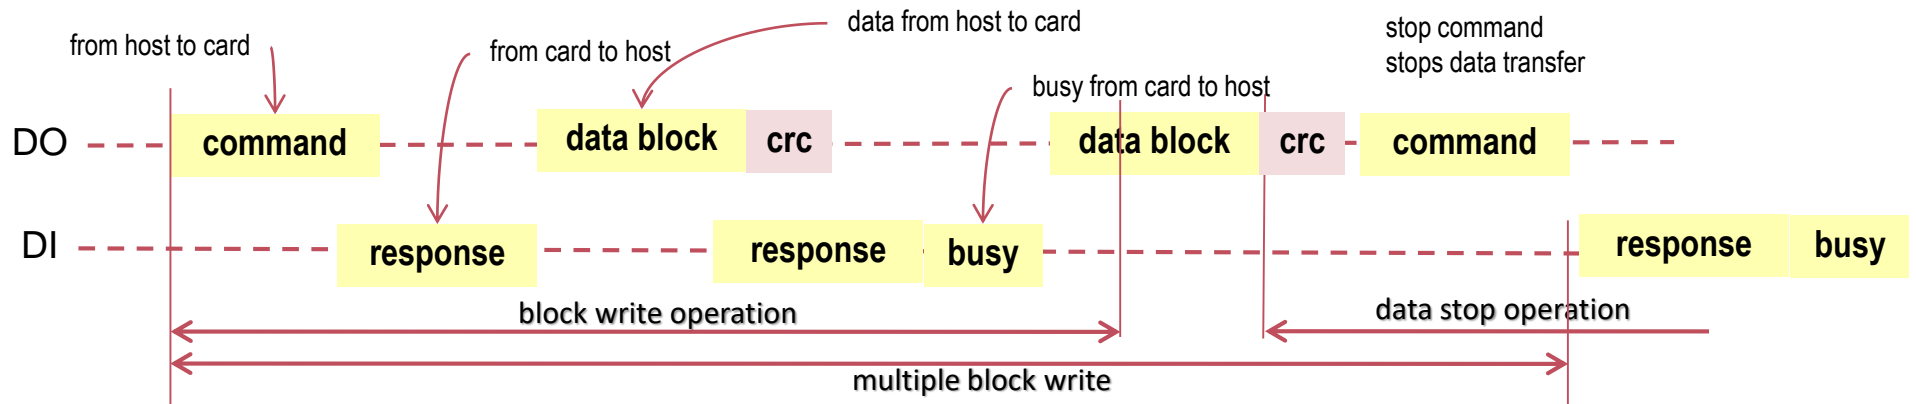 data from host to card
stop command
from host to card
from card to host
stops data transfer
busy from card to host
DO
command
data block
crc
data block
crc
command
DI
response
response
busy
response
busy
block write operation
data stop operation
multiple block write